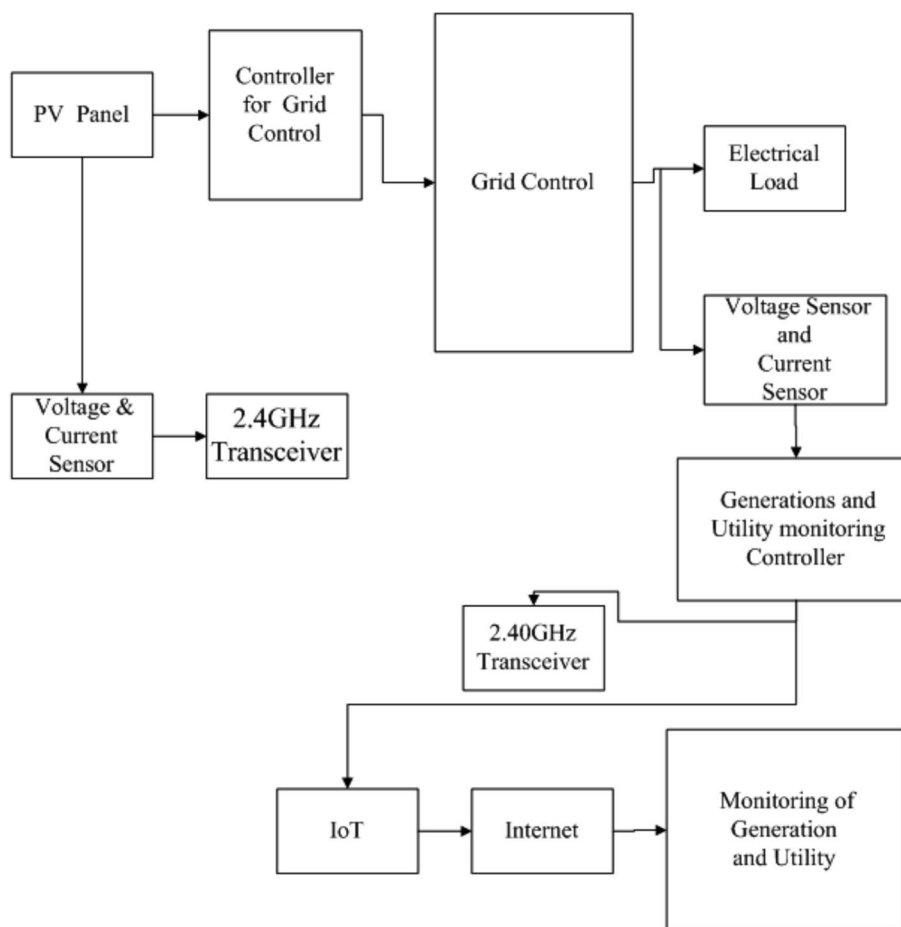 PV Panel
Controller
for Grid
Control
Grid Control
Electrical
Load
Voltage Sensor
and
Current
Sensor
Voltage &
Current
Sensor
2.4GHz
Transceiver
Generations and
Utility monitoring
Controller
2.40GHz
Transceiver
IoT
Internet
Monitoring of
Generation
and Utility